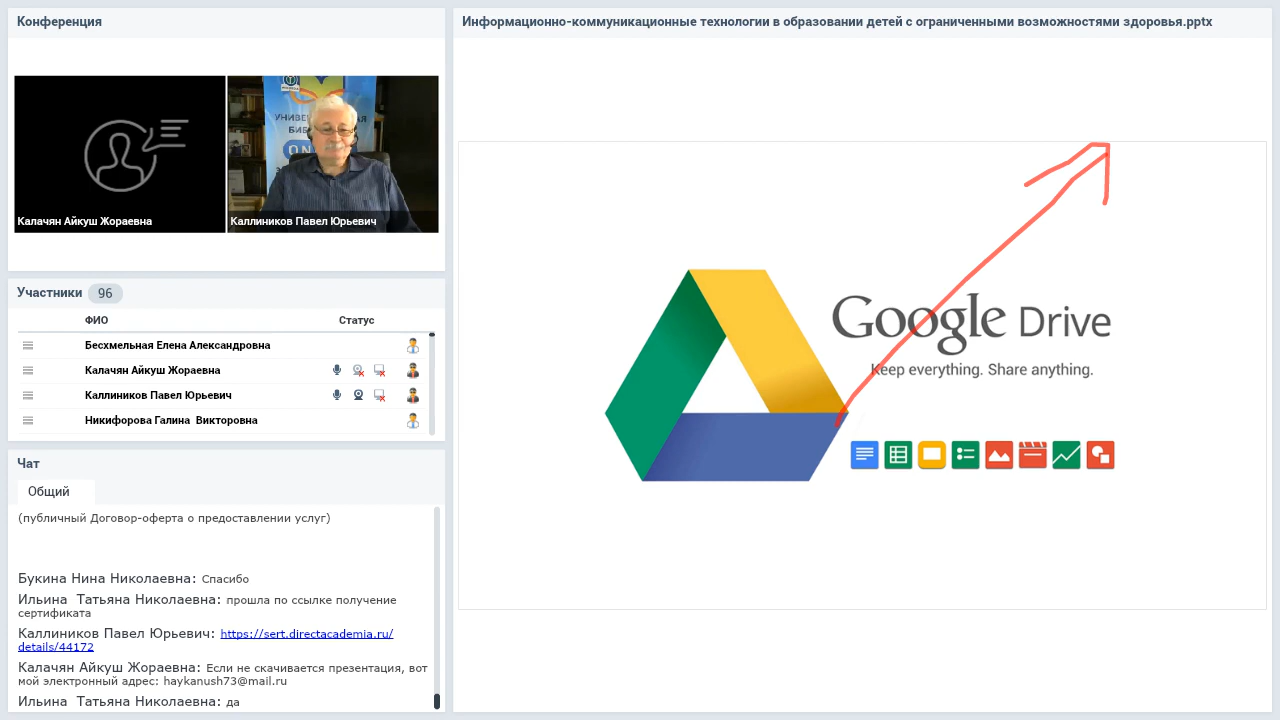 Конференция
Калачян Айкуш Жораевна
УНИВЕ
БИБ
ON
Каллиников Павел Юрьевич
Участники 96
ФИО Статус
Бесхмельная Елена Александровна
Калачян Айкуш Жораевна
Каллиников Павел Юрьевич
Никифорова Галина Викторовна
Чат
Общий
(публичный Договор-оферта о предоставлении услуг)
Букина Нина Николаевна: Спасибо
Ильина Татьяна Николаевна: прошла по ссылке получение
сертификата
Каллиников Павел Юрьевич: https://sert.directacademia.ru/
details/44172
Калачян Айкуш Жораевна: Если не скачивается презентация, вот
мой электронный адрес: haykanush73@mail.ru
Ильина Татьяна Николаевна: да
Информационно-коммуникационные технологии в образовании детей с ограниченными возможностями здоровья.pptx
Google Drive
Keep everything. Share anything.